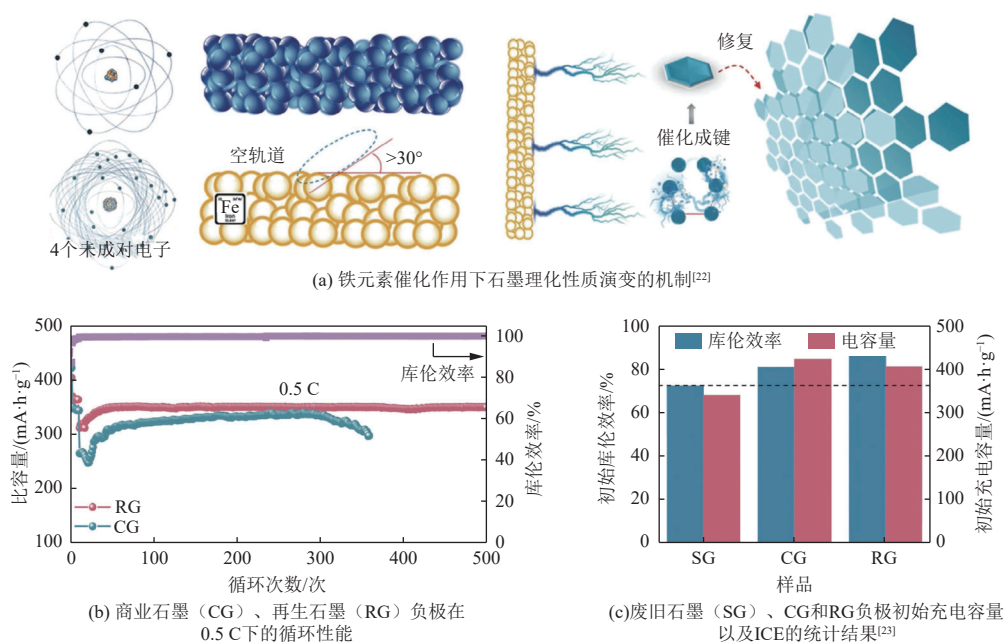 修复
催化成键
空轨道
>30°
Fe
4个未成对电子
(a) 铁元素催化作用下石墨理化性质演变的机制[22]
500
400
350
300
200
100
比容量/(mA·h·g⁻¹)
100
80
60
40
20
0
库伦效率/%
库伦效率
0.5 C
RG
CG
0
100
200
300
400
500
循环次数/次
(b) 商业石墨（CG）、再生石墨（RG）负极在
0.5 C下的循环性能
100
80
60
40
20
0
初始库伦效率/%
库伦效率
电容量
500
400
300
200
100
0
初始充电容量/(mA·h·g⁻¹)
SG
CG
RG
样品
(c)废旧石墨（SG）、CG和RG负极初始充电容量
以及ICE的统计结果[23]